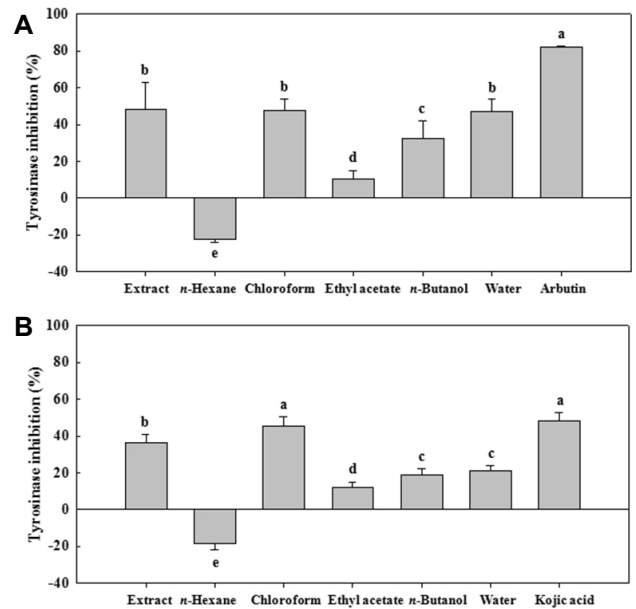 A
100
80
60
40
20
0
-20
-40
Tyrosinase inhibition (%)
b
e
b
d
c
b
a
Extract n-Hexane Chloroform Ethyl acetate n-Butanol Water Arbutin
B
100
80
60
40
20
0
-20
-40
Tyrosinase inhibition (%)
b
e
a
d
c
c
a
Extract n-Hexane Chloroform Ethyl acetate n-Butanol Water Kojic acid